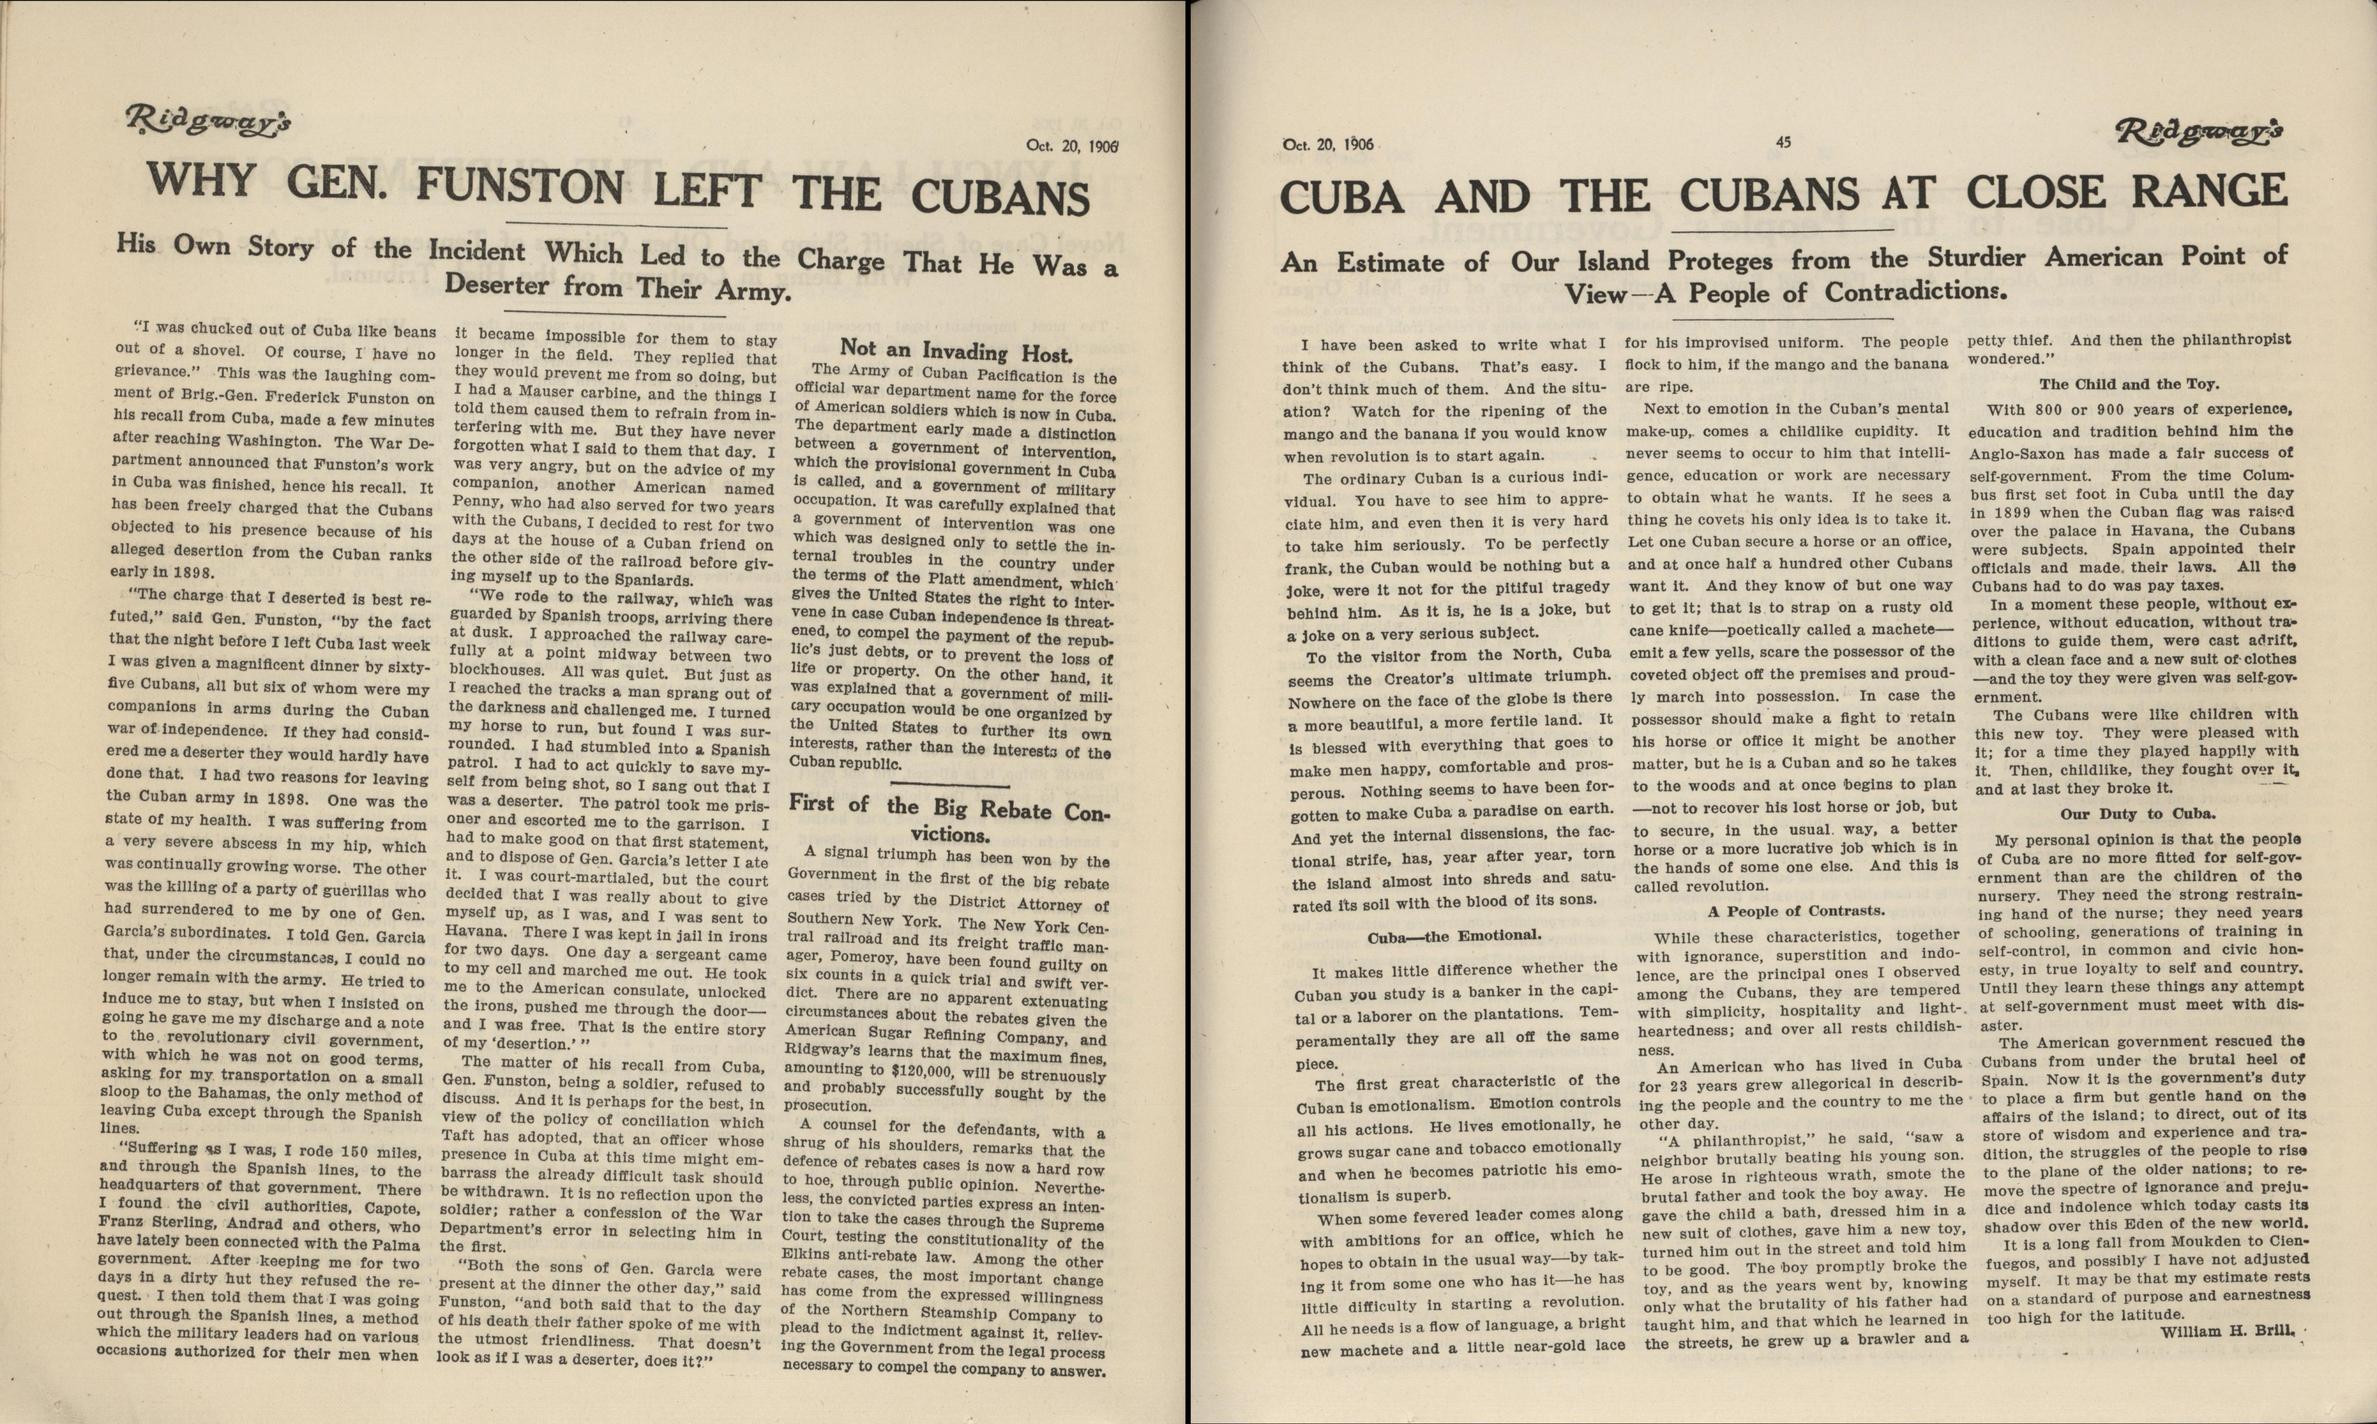 Ridgway's
Oct. 20, 1906
WHY GEN. FUNSTON LEFT THE CUBANS
His Own Story of the Incident Which Led to the Charge That He Was a
Deserter from Their Army.
"I was chucked out of Cuba like beans
out of a shovel. Of course, I have no
grievance." This was the laughing com-
ment of Brig.-Gen. Frederick Funston on
his recall from Cuba, made a few minutes
after reaching Washington. The War De-
partment announced that Funston's work
in Cuba was finished, hence his recall. It
has been freely charged that the Cubans
objected to his presence because of his
alleged desertion from the Cuban ranks
early in 1898.
"The charge that I deserted is best re-
futed," said Gen. Funston, "by the fact
that the night before I left Cuba last week
I was given a magnificent dinner by sixty-
five Cubans, all but six of whom were my
companions in arms during the Cuban
war of independence. If they had consid-
ered me a deserter they would hardly have
done that. I had two reasons for leaving
the Cuban army in 1898. One was the
state of my health. I was suffering from
a very severe abscess in my hip, which
was continually growing worse. The other
was the killing of a party of guerillas who
had surrendered to me by one of Gen.
Garcia's subordinates. I told Gen. Garcia
that, under the circumstances, I could no
longer remain with the army. He tried to
induce me to stay, but when I insisted on
going he gave me my discharge and a note
to the revolutionary civil government,
with which he was not on good terms,
asking for my transportation on a small
sloop to the Bahamas, the only method of
leaving Cuba except through the Spanish
lines.
"Suffering as I was, I rode 150 miles,
and through the Spanish lines, to the
headquarters of that government. There
I found the civil authorities, Capote,
Franz Sterling, Andrad and others, who
have lately been connected with the Palma
government. After keeping me for two
days in a dirty hut they refused the re-
quest. I then told them that I was going
out through the Spanish lines, a method
which the military leaders had on various
occasions authorized for their men when
it became impossible for them to stay
longer in the field. They replied that
they would prevent me from so doing, but
I had a Mauser carbine, and the things I
told them caused them to refrain from in-
terfering with me. But they have never
forgotten what I said to them that day. I
was very angry, but on the advice of my
companion, another American named
Penny, who had also served for two years
with the Cubans, I decided to rest for two
days at the house of a Cuban friend on
the other side of the railroad before giv-
ing myself up to the Spaniards.
"We rode to the railway, which was
guarded by Spanish troops, arriving there
at dusk. I approached the railway care-
fully at a point midway between two
blockhouses. All was quiet. But just as
I reached the tracks a man sprang out of
the darkness and challenged me. I turned
my horse to run, but found I was sur-
rounded. I had stumbled into a Spanish
patrol. I had to act quickly to save my-
self from being shot, so I sang out that I
was a deserter. The patrol took me pris-
oner and escorted me to the garrison. I
had to make good on that first statement,
and to dispose of Gen. Garcia's letter I ate
it. I was court-martialed, but the court
decided that I was really about to give
myself up, as I was, and I was sent to
Havana. There I was kept in jail in irons
for two days. One day a sergeant came
to my cell and marched me out. He took
me to the American consulate, unlocked
the irons, pushed me through the door—
and I was free. That is the entire story
of my 'desertion.' "
The matter of his recall from Cuba,
Gen. Funston, being a soldier, refused to
discuss. And it is perhaps for the best, in
view of the policy of conciliation which
Taft has adopted, that an officer whose
presence in Cuba at this time might em-
barrass the already difficult task should
be withdrawn. It is no reflection upon the
soldier; rather a confession of the War
Department's error in selecting him in
the first.
"Both the sons of Gen. Garcia were
present at the dinner the other day," said
Funston, "and both said that to the day
of his death their father spoke of me with
the utmost friendliness. That doesn't
look as if I was a deserter, does it?"
Not an Invading Host.
The Army of Cuban Pacification is the
official war department name for the force
of American soldiers which is now in Cuba.
The department early made a distinction
between a government of intervention,
which the provisional government in Cuba
is called, and a government of military
occupation. It was carefully explained that
a government of intervention was one
which was designed only to settle the in-
ternal troubles in the country under
the terms of the Platt amendment, which
gives the United States the right to inter-
vene in case Cuban independence is threat-
ened, to compel the payment of the repub-
lic's just debts, or to prevent the loss of
life or property. On the other hand, it
was explained that a government of mili-
tary occupation would be one organized by
the United States to further its own
interests, rather than the interests of the
Cuban republic.
First of the Big Rebate Con-
victions.
A signal triumph has been won by the
Government in the first of the big rebate
cases tried by the District Attorney of
Southern New York. The New York Cen-
tral railroad and its freight traffic man-
ager, Pomeroy, have been found guilty on
six counts in a quick trial and swift ver-
dict. There are no apparent extenuating
circumstances about the rebates given the
American Sugar Refining Company, and
Ridgway's learns that the maximum fines,
amounting to $120,000, will be strenuously
and probably successfully sought by the
prosecution.
A counsel for the defendants, with a
shrug of his shoulders, remarks that the
defence of rebates cases is now a hard row
to hoe, through public opinion. Neverthe-
less, the convicted parties express an inten-
tion to take the cases through the Supreme
Court, testing the constitutionality of the
Elkins anti-rebate law. Among the other
rebate cases, the most important change
has come from the expressed willingness
of the Northern Steamship Company to
plead to the indictment against it, reliev-
ing the Government from the legal process
necessary to compel the company to answer.
Oct. 20, 1906
45
Ridgway's
CUBA AND THE CUBANS AT CLOSE RANGE
An Estimate of Our Island Proteges from the Sturdier American Point of
View—A People of Contradictions.
I have been asked to write what I
think of the Cubans. That's easy. I
don't think much of them. And the situ-
ation? Watch for the ripening of the
mango and the banana if you would know
when revolution is to start again.
The ordinary Cuban is a curious indi-
vidual. You have to see him to appre-
ciate him, and even then it is very hard
to take him seriously. To be perfectly
frank, the Cuban would be nothing but a
joke, were it not for the pitiful tragedy
behind him. As it is, he is a joke, but
a joke on a very serious subject.
To the visitor from the North, Cuba
seems the Creator's ultimate triumph.
Nowhere on the face of the globe is there
a more beautiful, a more fertile land. It
is blessed with everything that goes to
make men happy, comfortable and pros-
perous. Nothing seems to have been for-
gotten to make Cuba a paradise on earth.
And yet the internal dissensions, the fac-
tional strife, has, year after year, torn
the island almost into shreds and satu-
rated its soil with the blood of its sons.
Cuba—the Emotional.
It makes little difference whether the
Cuban you study is a banker in the capi-
tal or a laborer on the plantations. Tem-
peramentally they are all off the same
piece.
The first great characteristic of the
Cuban is emotionalism. Emotion controls
all his actions. He lives emotionally, he
grows sugar cane and tobacco emotionally
and when he becomes patriotic his emo-
tionalism is superb.
When some fevered leader comes along
with ambitions for an office, which he
hopes to obtain in the usual way—by tak-
ing it from some one who has it—he has
little difficulty in starting a revolution.
All he needs is a flow of language, a bright
new machete and a little near-gold lace
for his improvised uniform. The people
flock to him, if the mango and the banana
are ripe.
Next to emotion in the Cuban's mental
make-up, comes a childlike cupidity. It
never seems to occur to him that intelli-
gence, education or work are necessary
to obtain what he wants. If he sees a
thing he covets his only idea is to take it.
Let one Cuban secure a horse or an office,
and at once half a hundred other Cubans
want it. And they know of but one way
to get it; that is to strap on a rusty old
cane knife—poetically called a machete—
emit a few yells, scare the possessor of the
coveted object off the premises and proud-
ly march into possession. In case the
possessor should make a fight to retain
his horse or office it might be another
matter, but he is a Cuban and so he takes
to the woods and at once begins to plan
—not to recover his lost horse or job, but
to secure, in the usual way, a better
horse or a more lucrative job which is in
the hands of some one else. And this is
called revolution.
A People of Contrasts.
While these characteristics, together
with ignorance, superstition and indo-
lence, are the principal ones I observed
among the Cubans, they are tempered
with simplicity, hospitality and light-
heartedness; and over all rests childish-
ness.
An American who has lived in Cuba
for 23 years grew allegorical in describ-
ing the people and the country to me the
other day.
"A philanthropist," he said, "saw a
neighbor brutally beating his young son.
He arose in righteous wrath, smote the
brutal father and took the boy away. He
gave the child a bath, dressed him in a
new suit of clothes, gave him a new toy,
turned him out in the street and told him
to be good. The boy promptly broke the
toy, and as the years went by, knowing
only what the brutality of his father had
taught him, and that which he learned in
the streets, he grew up a brawler and a
petty thief. And then the philanthropist
wondered."
The Child and the Toy.
With 800 or 900 years of experience,
education and tradition behind him the
Anglo-Saxon has made a fair success of
self-government. From the time Colum-
bus first set foot in Cuba until the day
in 1899 when the Cuban flag was raised
over the palace in Havana, the Cubans
were subjects. Spain appointed their
officials and made their laws. All the
Cubans had to do was pay taxes.
In a moment these people, without ex-
perience, without education, without tra-
ditions to guide them, were cast adrift,
with a clean face and a new suit of clothes
—and the toy they were given was self-gov-
ernment.
The Cubans were like children with
this new toy. They were pleased with
it; for a time they played happily with
it. Then, childlike, they fought over it,
and at last they broke it.
Our Duty to Cuba.
My personal opinion is that the people
of Cuba are no more fitted for self-gov-
ernment than are the children of the
nursery. They need the strong restrain-
ing hand of the nurse; they need years
of schooling, generations of training in
self-control, in common and civic hon-
esty, in true loyalty to self and country.
Until they learn these things any attempt
at self-government must meet with dis-
aster.
The American government rescued the
Cubans from under the brutal heel of
Spain. Now it is the government's duty
to place a firm but gentle hand on the
affairs of the island; to direct, out of its
store of wisdom and experience and tra-
dition, the struggles of the people to rise
to the plane of the older nations; to re-
move the spectre of ignorance and preju-
dice and indolence which today casts its
shadow over this Eden of the new world.
It is a long fall from Moukden to Cien-
fuegos, and possibly I have not adjusted
myself. It may be that my estimate rests
on a standard of purpose and earnestness
too high for the latitude.
William H. Brill.